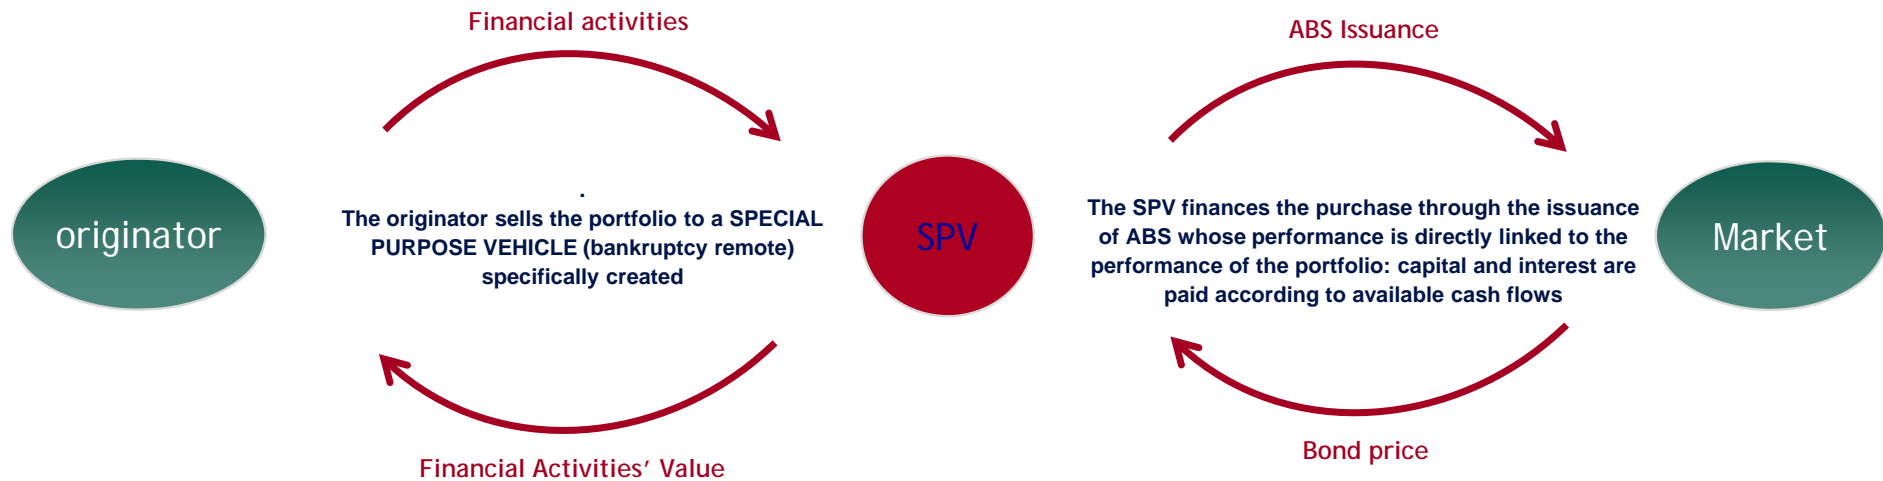 Financial activities
ABS Issuance
originator
.
The originator sells the portfolio to a SPECIAL
PURPOSE VEHICLE (bankruptcy remote)
specifically created
SPV
The SPV finances the purchase through the issuance
of ABS whose performance is directly linked to the
performance of the portfolio: capital and interest are
paid according to available cash flows
Market
Financial Activities’ Value
Bond price